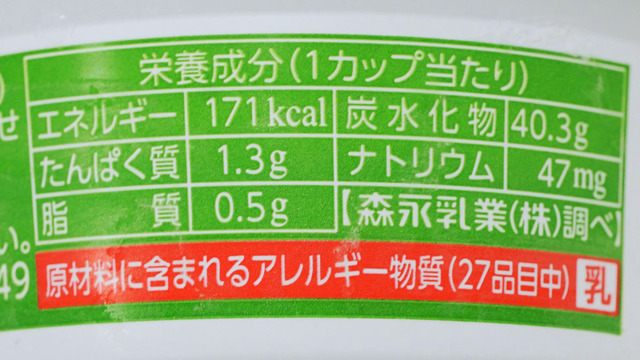 栄養成分(1カップ当たり)
せ エネルギー 171kcal 炭水化物 40.3g
たんぱく質 1.3g ナトリウム 47mg
脂質 0.5g 【森永乳業(株)調べ】
い。
49 原材料に含まれるアレルギー物質(27品目中) 乳